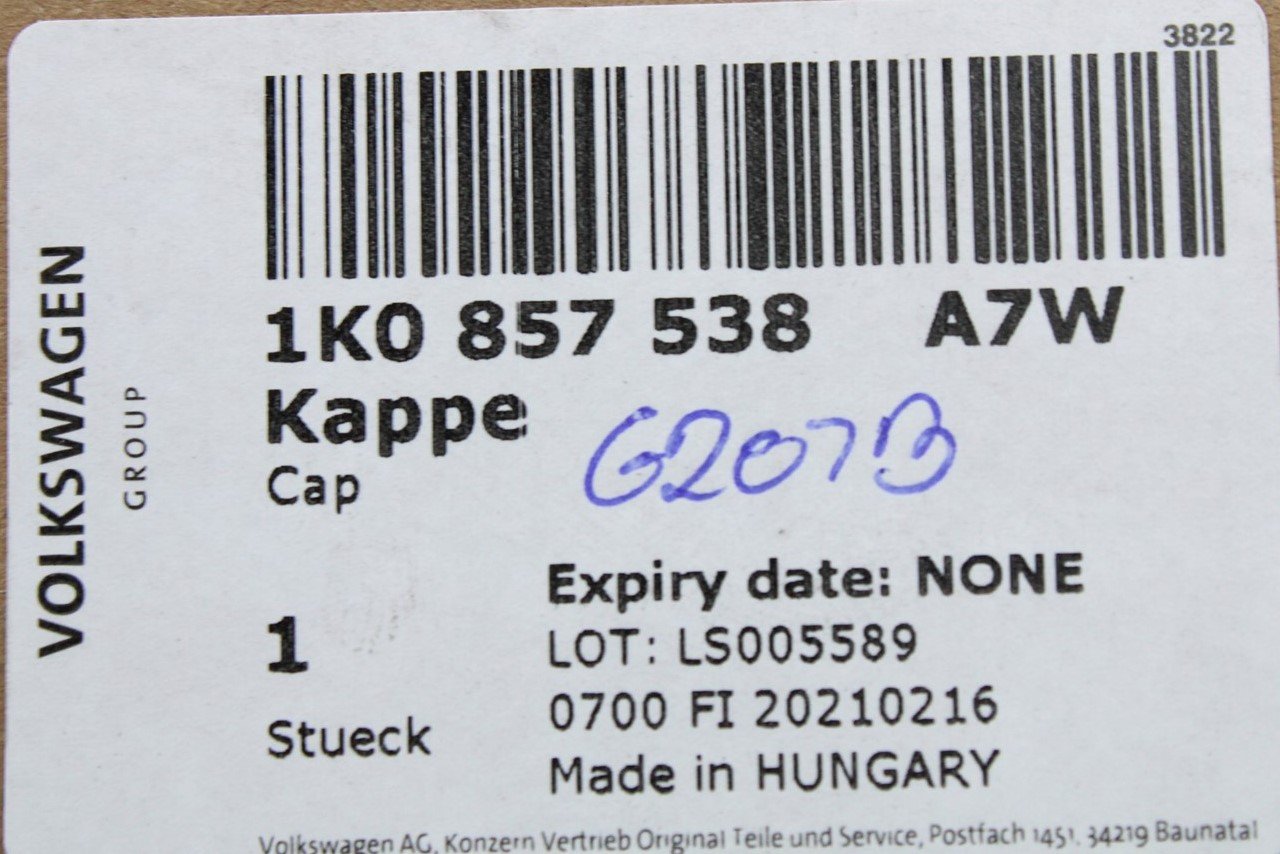 3822
VOLKSWAGEN
GROUP
1K0 857 538 A7W
Kappe
Cap
G207B
Expiry date: NONE
1
LOT: LS005589
0700 FI 20210216
Stueck
Made in HUNGARY
Volkswagen AG, Konzern Vertrieb Original Teile und Service, Postfach 1451, 34219 Baunatal